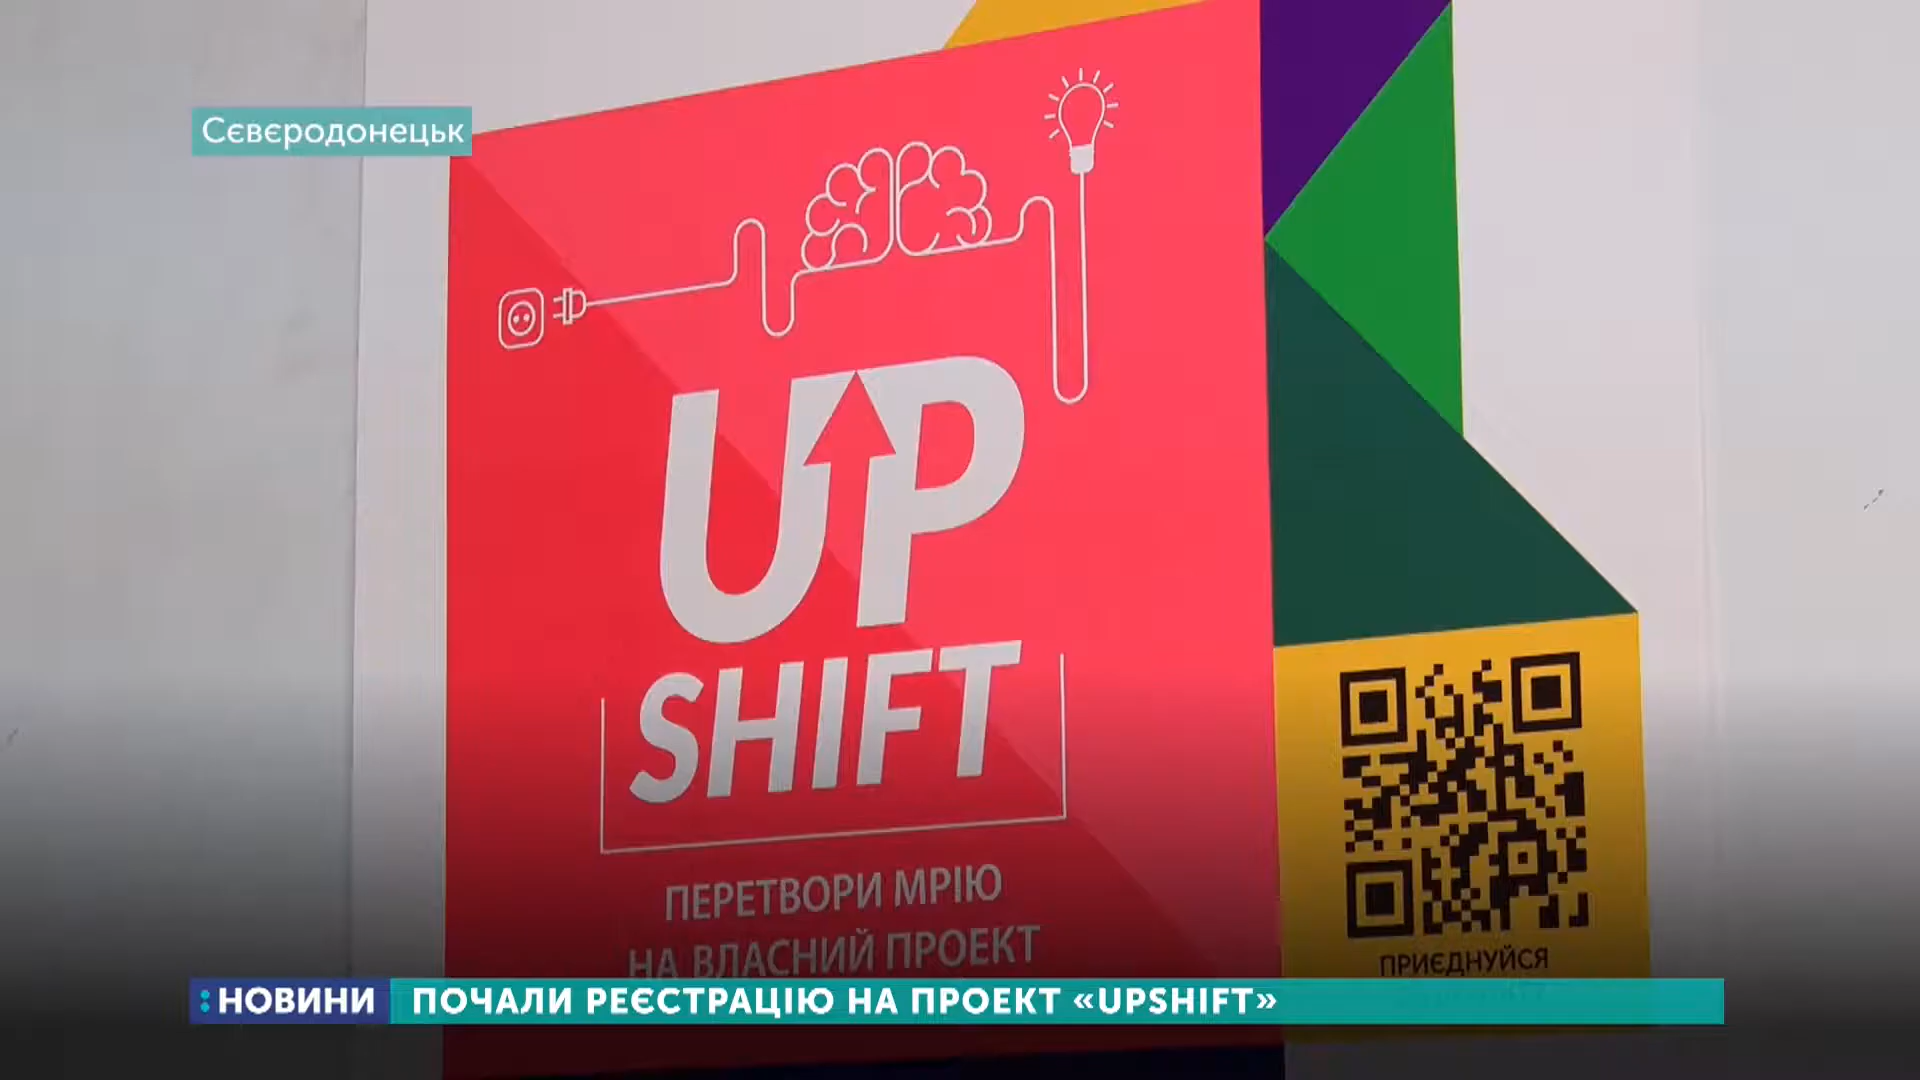 Сєвєродонецьк
UP
SHIFT
ПЕРЕТВОРИ МРІЮ
НА ВЛАСНИЙ ПРОЕКТ
ПРИЄДНУЙСЯ
НОВИНИ
ПОЧАЛИ РЕЄСТРАЦІЮ НА ПРОЕКТ «UPSHIFT»